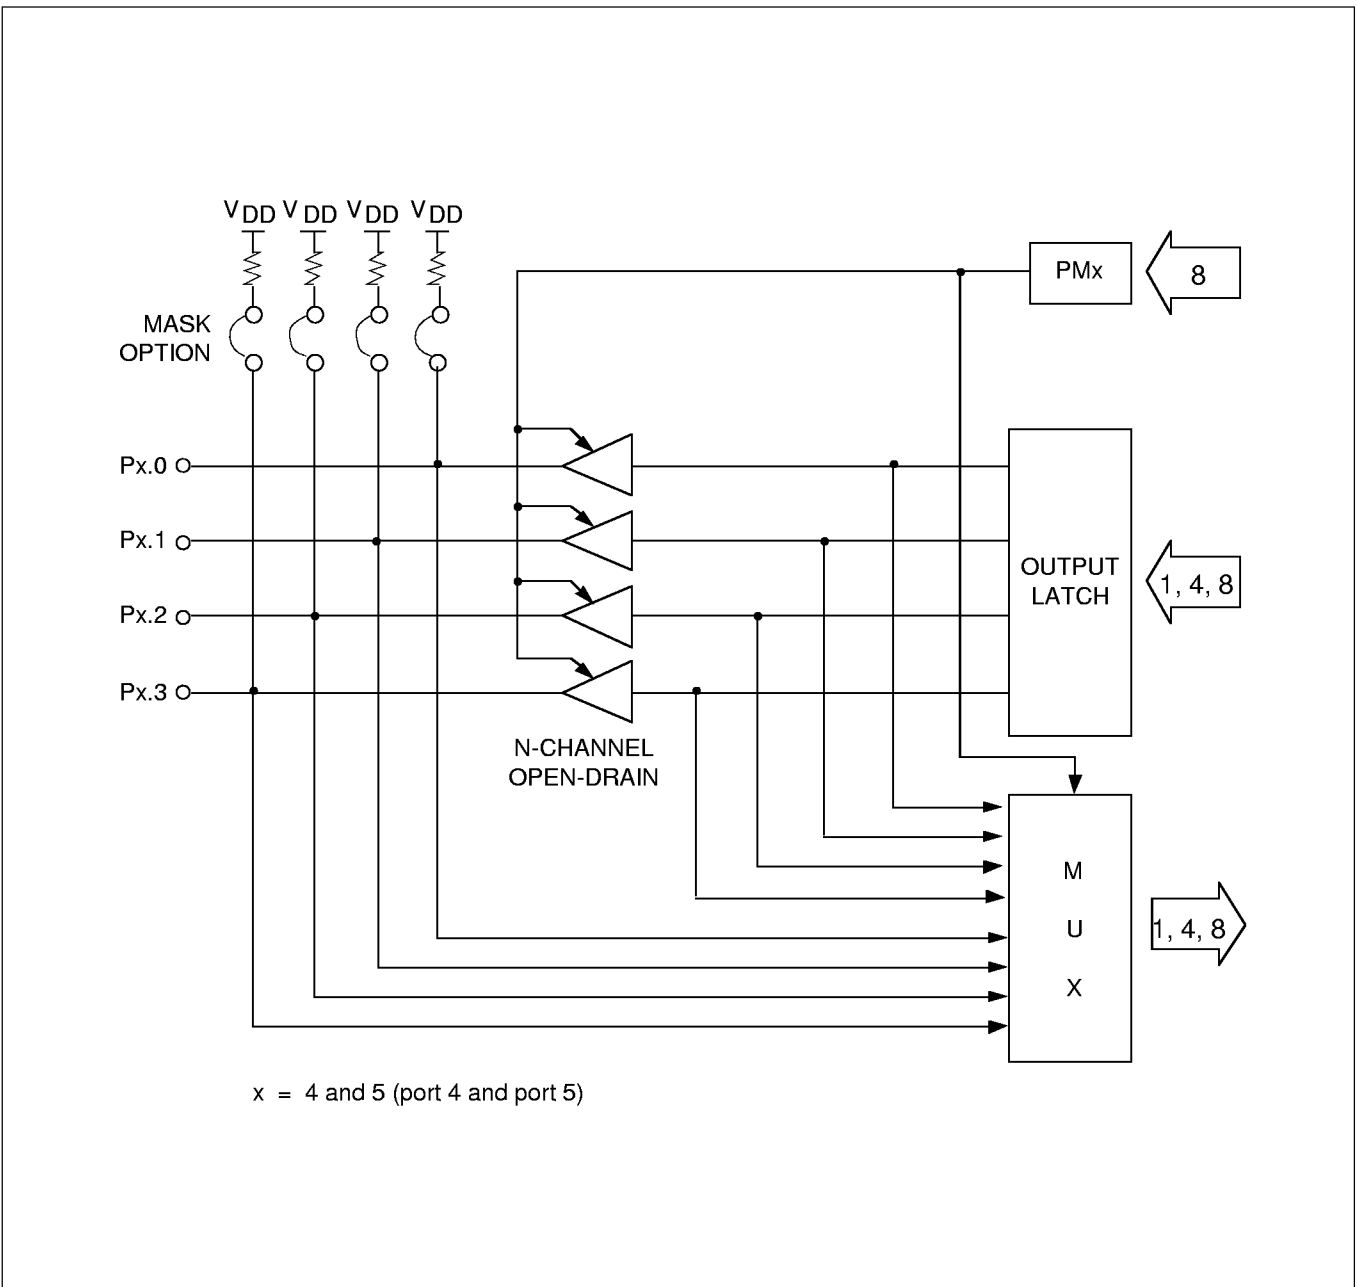 VDD VDD VDD VDD
PMx
8
MASK
OPTION
Px.0
Px.1
Px.2
Px.3
OUTPUT
LATCH
1, 4, 8
N-CHANNEL
OPEN-DRAIN
M
U
X
1, 4, 8
x = 4 and 5 (port 4 and port 5)